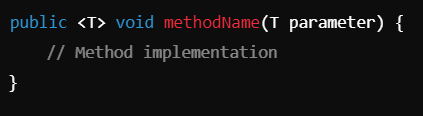 public <T> void methodName(T parameter) {
    // Method implementation
}